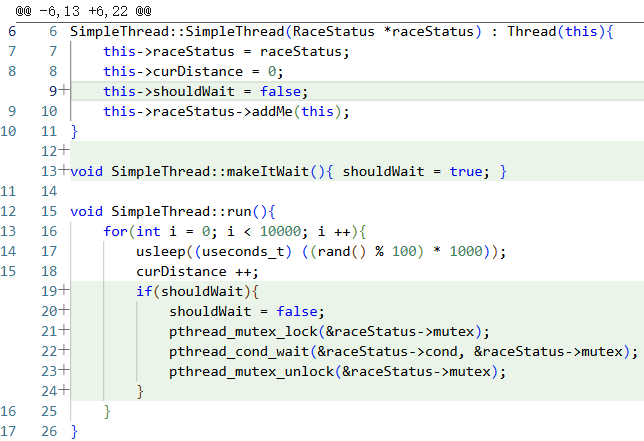 @@ -6,13 +6,22 @@
6 6 SimpleThread::SimpleThread(RaceStatus *raceStatus) : Thread(this){
7 7 this->raceStatus = raceStatus;
8 8 this->curDistance = 0;
9+ this->shouldWait = false;
9 10 this->raceStatus->addMe(this);
10 11 }
12+
13+ void SimpleThread::makeItWait(){ shouldWait = true; }
11 14
12 15 void SimpleThread::run(){
13 16 for(int i = 0; i < 10000; i ++){
14 17 usleep((useconds_t) ((rand() % 100) * 1000));
15 18 curDistance ++;
19+ if(shouldWait){
20+ shouldWait = false;
21+ pthread_mutex_lock(&raceStatus->mutex);
22+ pthread_cond_wait(&raceStatus->cond, &raceStatus->mutex);
23+ pthread_mutex_unlock(&raceStatus->mutex);
24+ }
16 25 }
17 26 }